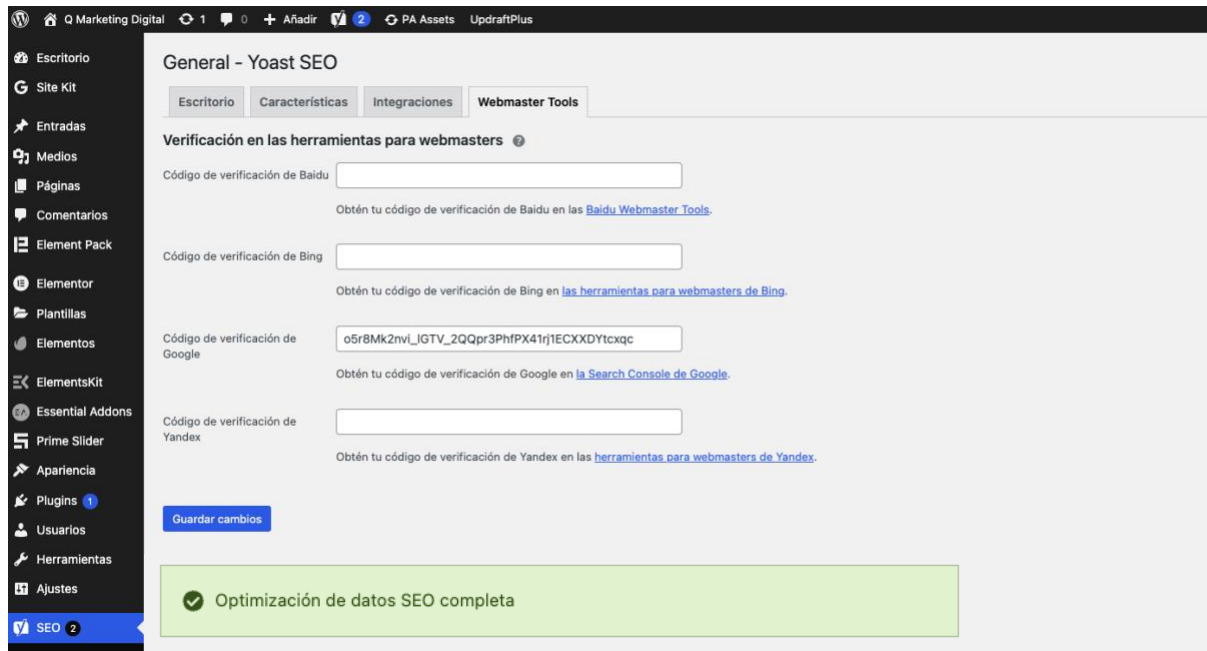 Q Marketing Digital 1 0 Añadir 2 PA Assets UpdraftPlus
Escritorio
Site Kit
Entradas
Medios
Páginas
Comentarios
Element Pack
Elementor
Plantillas
Elementos
ElementsKit
Essential Addons
Prime Slider
Apariencia
Plugins 1
Usuarios
Herramientas
Ajustes
SEO 2
General - Yoast SEO
Escritorio Características Integraciones Webmaster Tools
Verificación en las herramientas para webmasters
Código de verificación de Baidu
Obtén tu código de verificación de Baidu en las Baidu Webmaster Tools.
Código de verificación de Bing
Obtén tu código de verificación de Bing en las herramientas para webmasters de Bing.
Código de verificación de
Google
o5r8Mk2nvi_lGTV_2QQpr3PhfPX41rj1ECXXDYtcxqc
Obtén tu código de verificación de Google en la Search Console de Google.
Código de verificación de
Yandex
Obtén tu código de verificación de Yandex en las herramientas para webmasters de Yandex.
Guardar cambios
Optimización de datos SEO completa